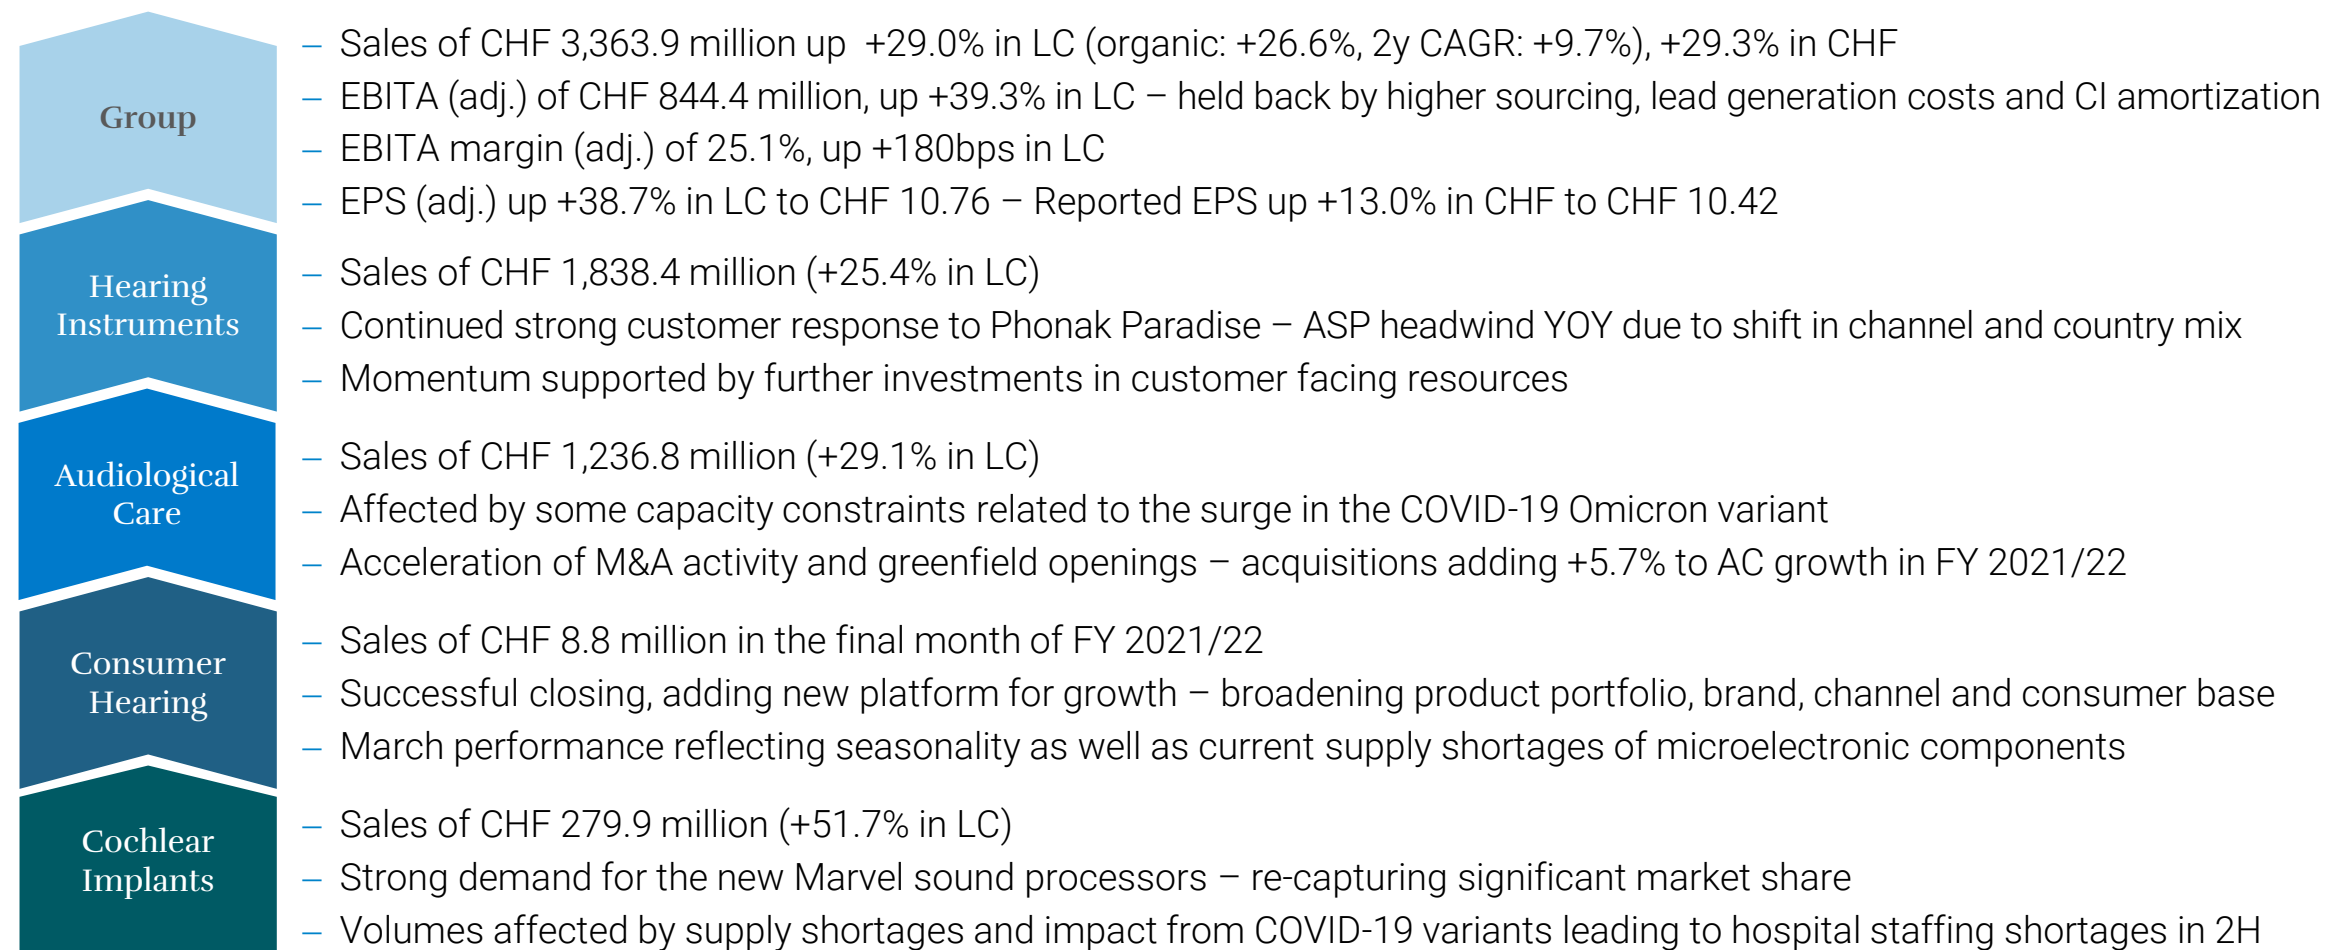 Group
– Sales of CHF 3,363.9 million up +29.0% in LC (organic: +26.6%, 2y CAGR: +9.7%), +29.3% in CHF
– EBITA (adj.) of CHF 844.4 million, up +39.3% in LC – held back by higher sourcing, lead generation costs and CI amortization
– EBITA margin (adj.) of 25.1%, up +180bps in LC
– EPS (adj.) up +38.7% in LC to CHF 10.76 – Reported EPS up +13.0% in CHF to CHF 10.42
Hearing
Instruments
– Sales of CHF 1,838.4 million (+25.4% in LC)
– Continued strong customer response to Phonak Paradise – ASP headwind YOY due to shift in channel and country mix
– Momentum supported by further investments in customer facing resources
Audiological
Care
– Sales of CHF 1,236.8 million (+29.1% in LC)
– Affected by some capacity constraints related to the surge in the COVID-19 Omicron variant
– Acceleration of M&A activity and greenfield openings – acquisitions adding +5.7% to AC growth in FY 2021/22
Consumer
Hearing
– Sales of CHF 8.8 million in the final month of FY 2021/22
– Successful closing, adding new platform for growth – broadening product portfolio, brand, channel and consumer base
– March performance reflecting seasonality as well as current supply shortages of microelectronic components
Cochlear
Implants
– Sales of CHF 279.9 million (+51.7% in LC)
– Strong demand for the new Marvel sound processors – re-capturing significant market share
– Volumes affected by supply shortages and impact from COVID-19 variants leading to hospital staffing shortages in 2H